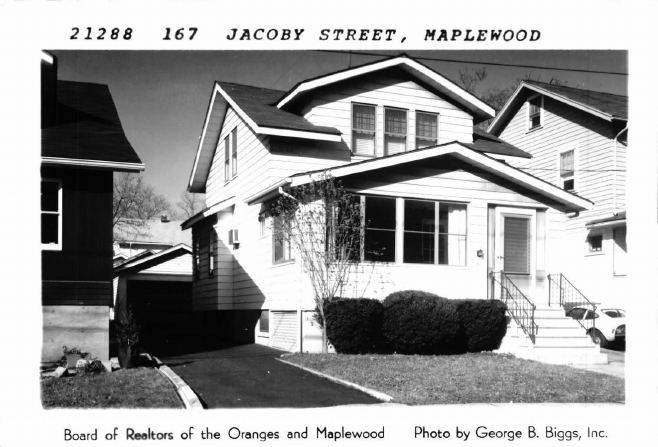 21288 167 JACOBY STREET, MAPLEWOOD
Board of Realtors of the Oranges and Maplewood Photo by George B. Biggs, Inc.